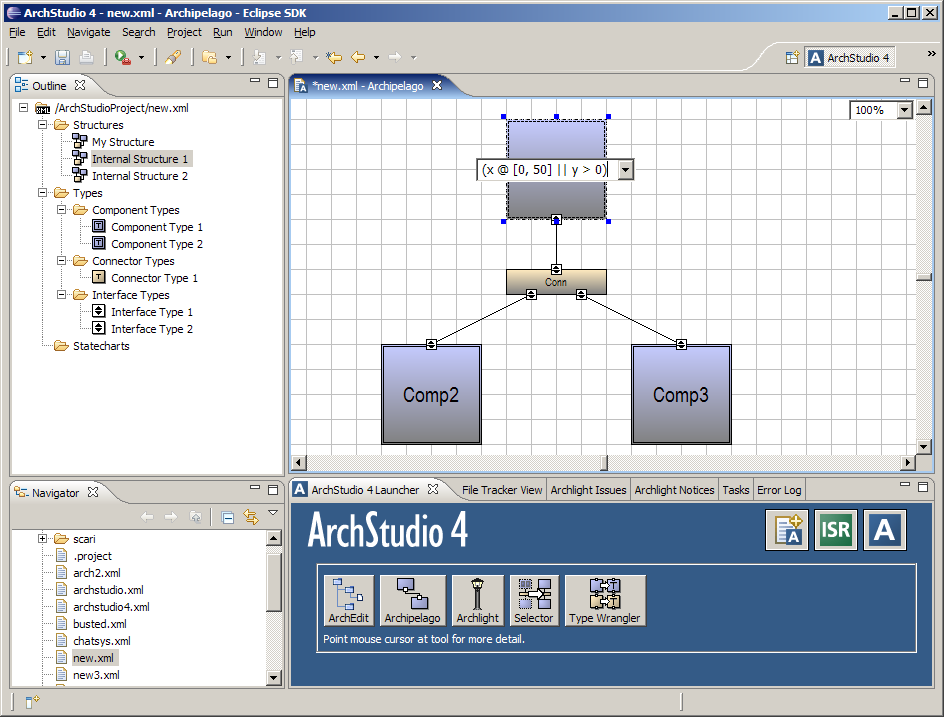 ArchStudio 4 - new.xml - Archipelago - Eclipse SDK
File Edit Navigate Search Project Run Window Help
A ArchStudio 4 »
Outline
/ArchStudioProject/new.xml
Structures
My Structure
Internal Structure 1
Internal Structure 2
Types
Component Types
Component Type 1
Component Type 2
Connector Types
Connector Type 1
Interface Types
Interface Type 1
Interface Type 2
Statecharts
*new.xml - Archipelago
100%
(x @ [0, 50] || y > 0)
Conn
Comp2 Comp3
Navigator
scari
.project
arch2.xml
archstudio.xml
archstudio4.xml
busted.xml
chatsys.xml
new.xml
new3.xml
A ArchStudio 4 Launcher File Tracker View Archlight Issues Archlight Notices Tasks Error Log
ArchStudio 4 A ISR A
ArchEdit Archipelago Archlight Selector Type Wrangler
Point mouse cursor at tool for more detail.